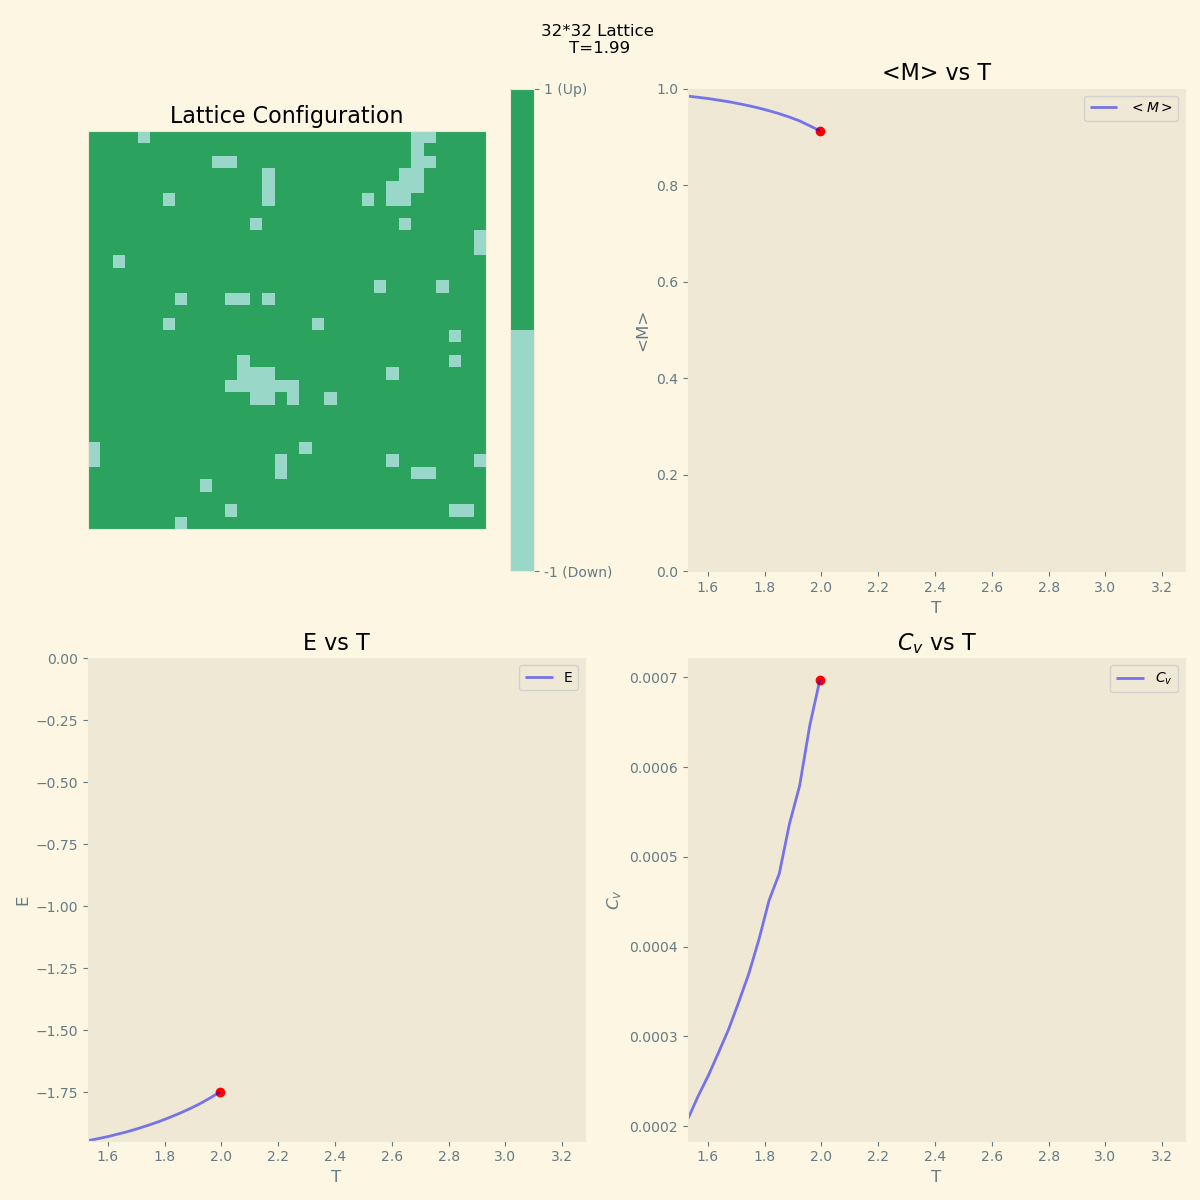 32*32 Lattice
T=1.99
Lattice Configuration
1 (Up)
-1 (Down)
<M> vs T
1.0
0.8
0.6
0.4
0.2
0.0
<M>
<M>
1.6 1.8 2.0 2.2 2.4 2.6 2.8 3.0 3.2
T
E vs T
0.00
−0.25
−0.50
−0.75
−1.00
−1.25
−1.50
−1.75
E
E
1.6 1.8 2.0 2.2 2.4 2.6 2.8 3.0 3.2
T
Cv vs T
0.0007
0.0006
0.0005
0.0004
0.0003
0.0002
Cv
Cv
1.6 1.8 2.0 2.2 2.4 2.6 2.8 3.0 3.2
T